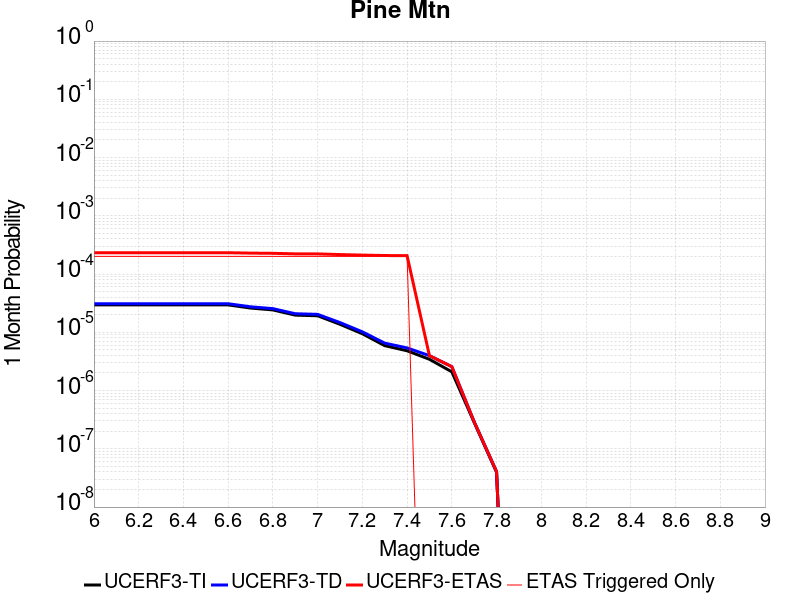 Pine Mtn
10^0
10^-1
10^-2
10^-3
10^-4
10^-5
10^-6
10^-7
10^-8
1 Month Probability
6 6.2 6.4 6.6 6.8 7 7.2 7.4 7.6 7.8 8 8.2 8.4 8.6 8.8 9
Magnitude
UCERF3-TI UCERF3-TD UCERF3-ETAS ETAS Triggered Only